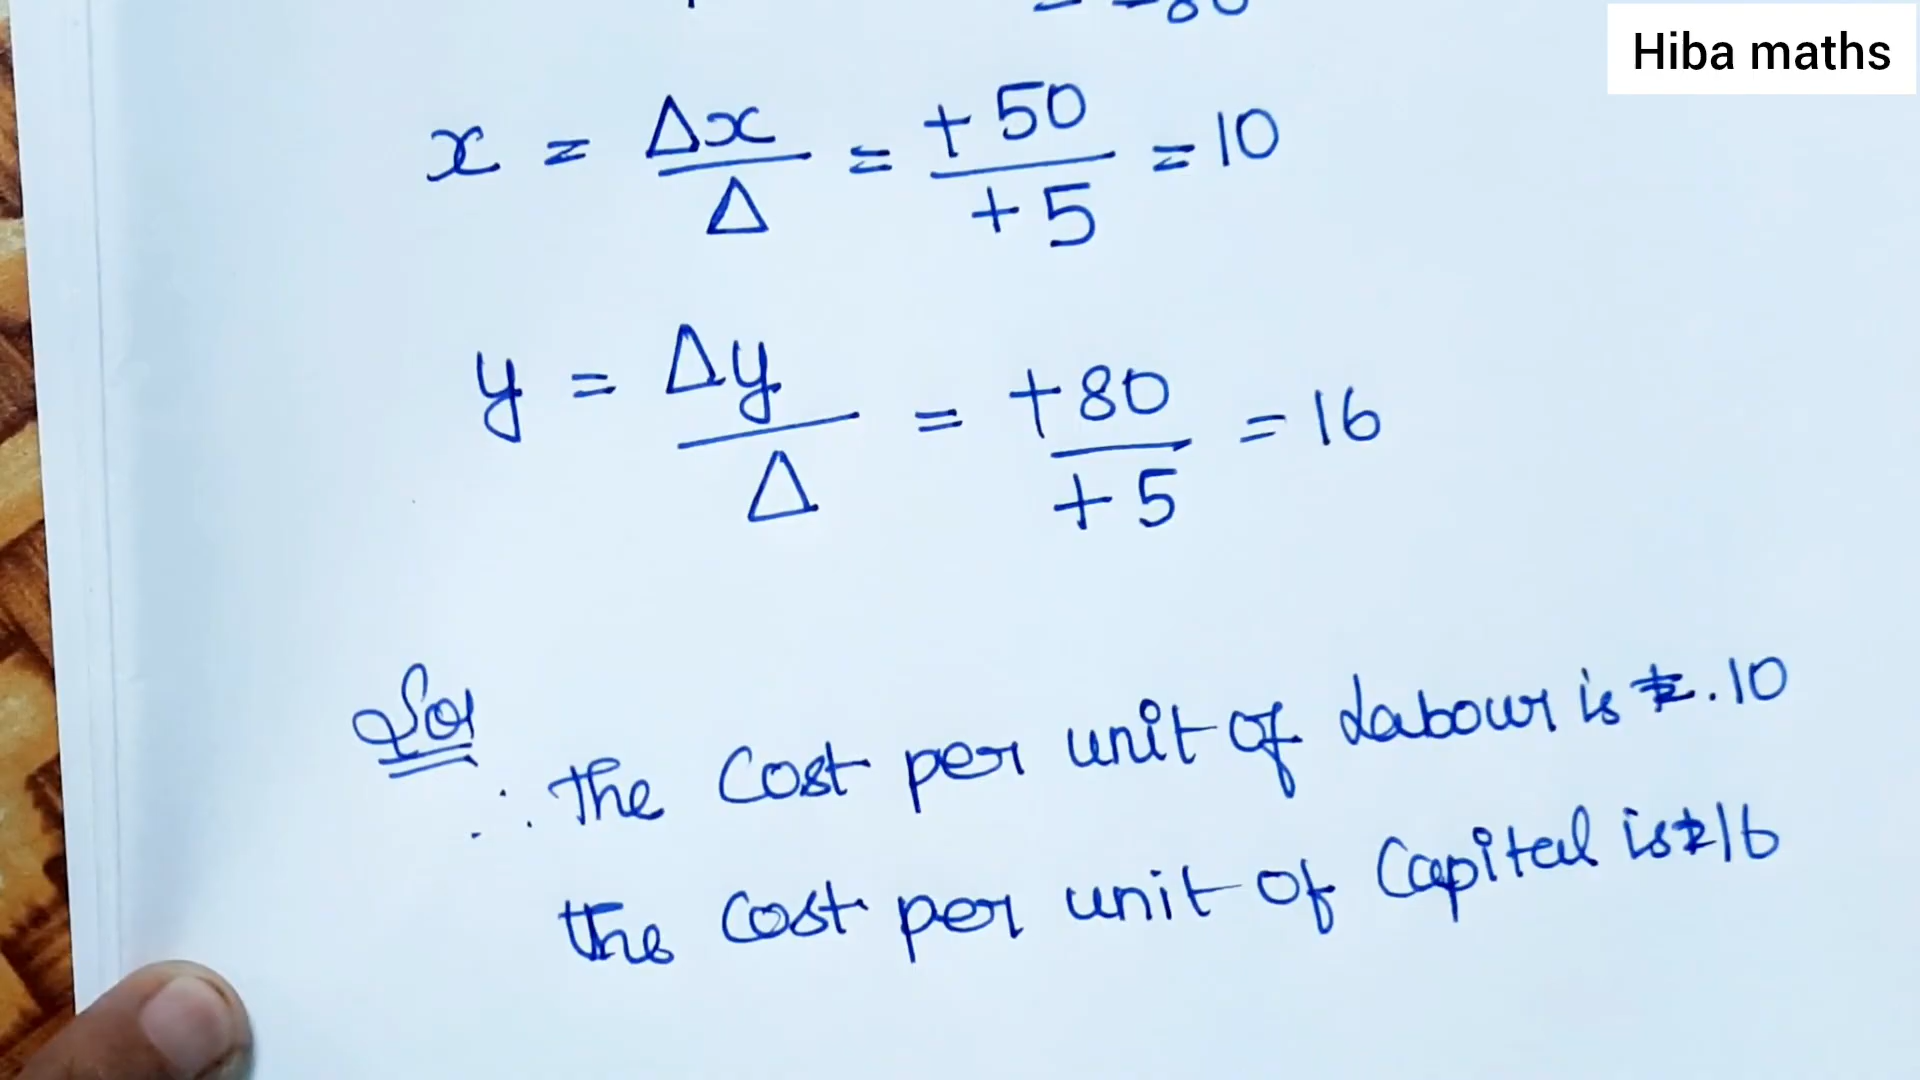 = -80
Hiba maths
x = Δx/Δ = +50/+5 = 10
y = Δy/Δ = +80/+5 = 16
Sol
∴ The Cost per unit of Labour is ₹.10
the Cost per unit of Capital is ₹16